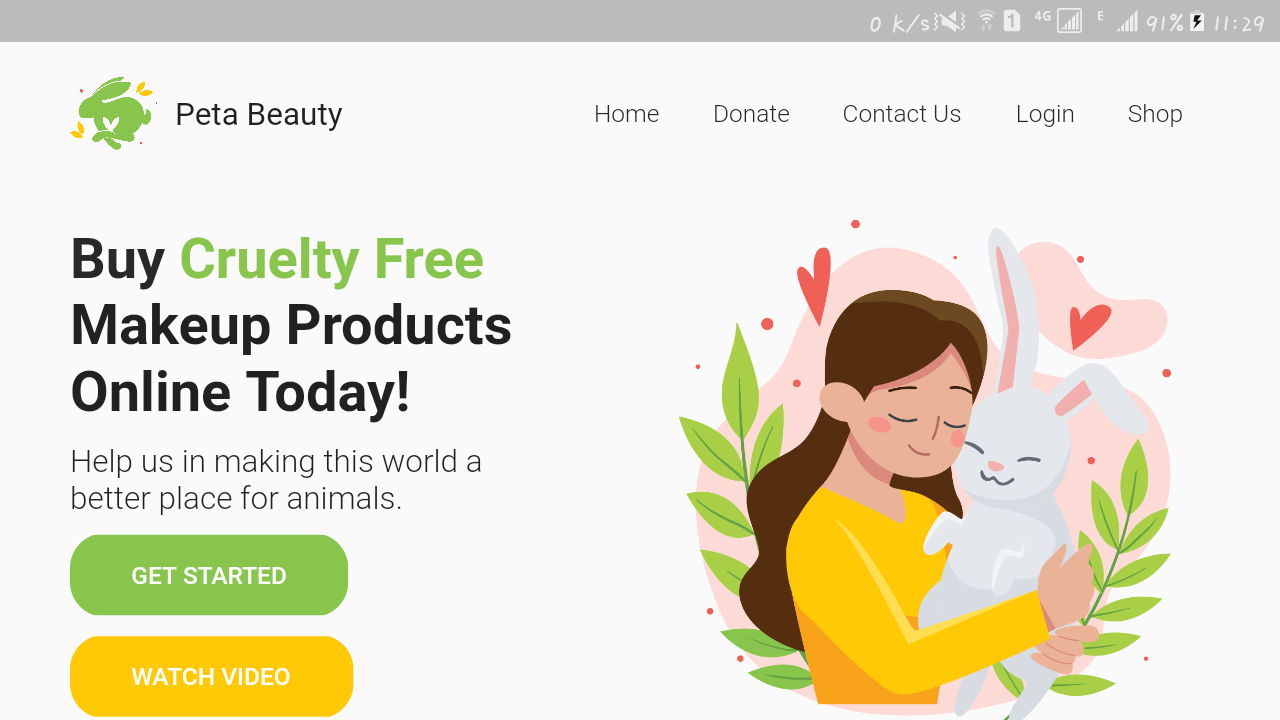 0 K/s 1 4G E 91% 11:29
Peta Beauty
Home Donate Contact Us Login Shop
Buy Cruelty Free
Makeup Products
Online Today!
Help us in making this world a
better place for animals.
GET STARTED
WATCH VIDEO